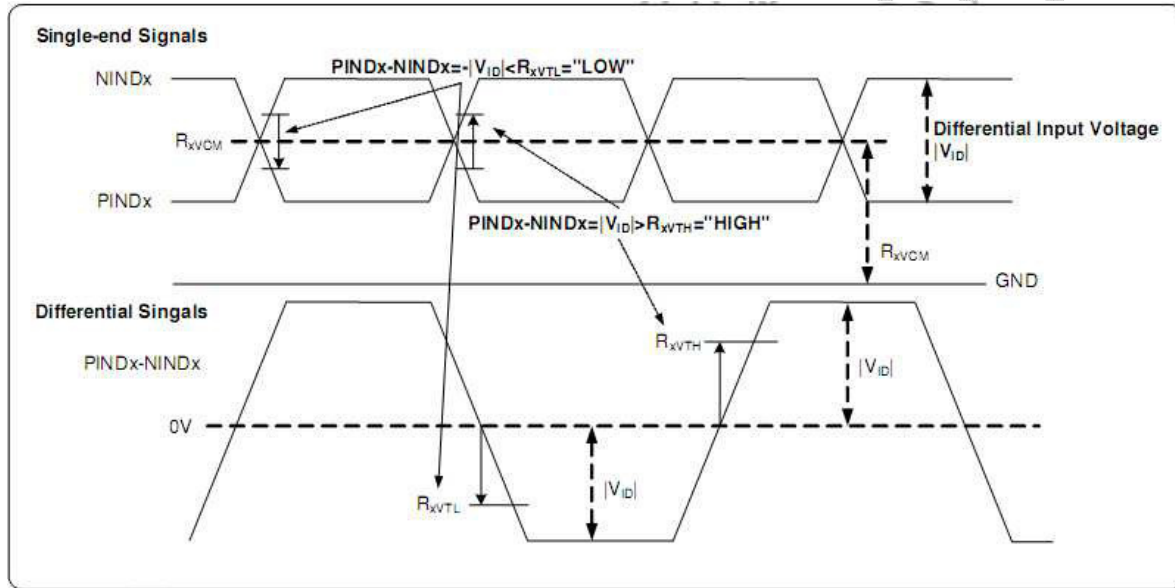 Single-end Signals
NINDx
PINDx-NINDx=-|VID|<RxVTL="LOW"
RxVCM
Differential Input Voltage
|VID|
PINDx
PINDx-NINDx=|VID|>RxVTH="HIGH"
RxVCM
GND
Differential Singals
PINDx-NINDx
RxVTH
|VID|
0V
|VID|
RxVTL